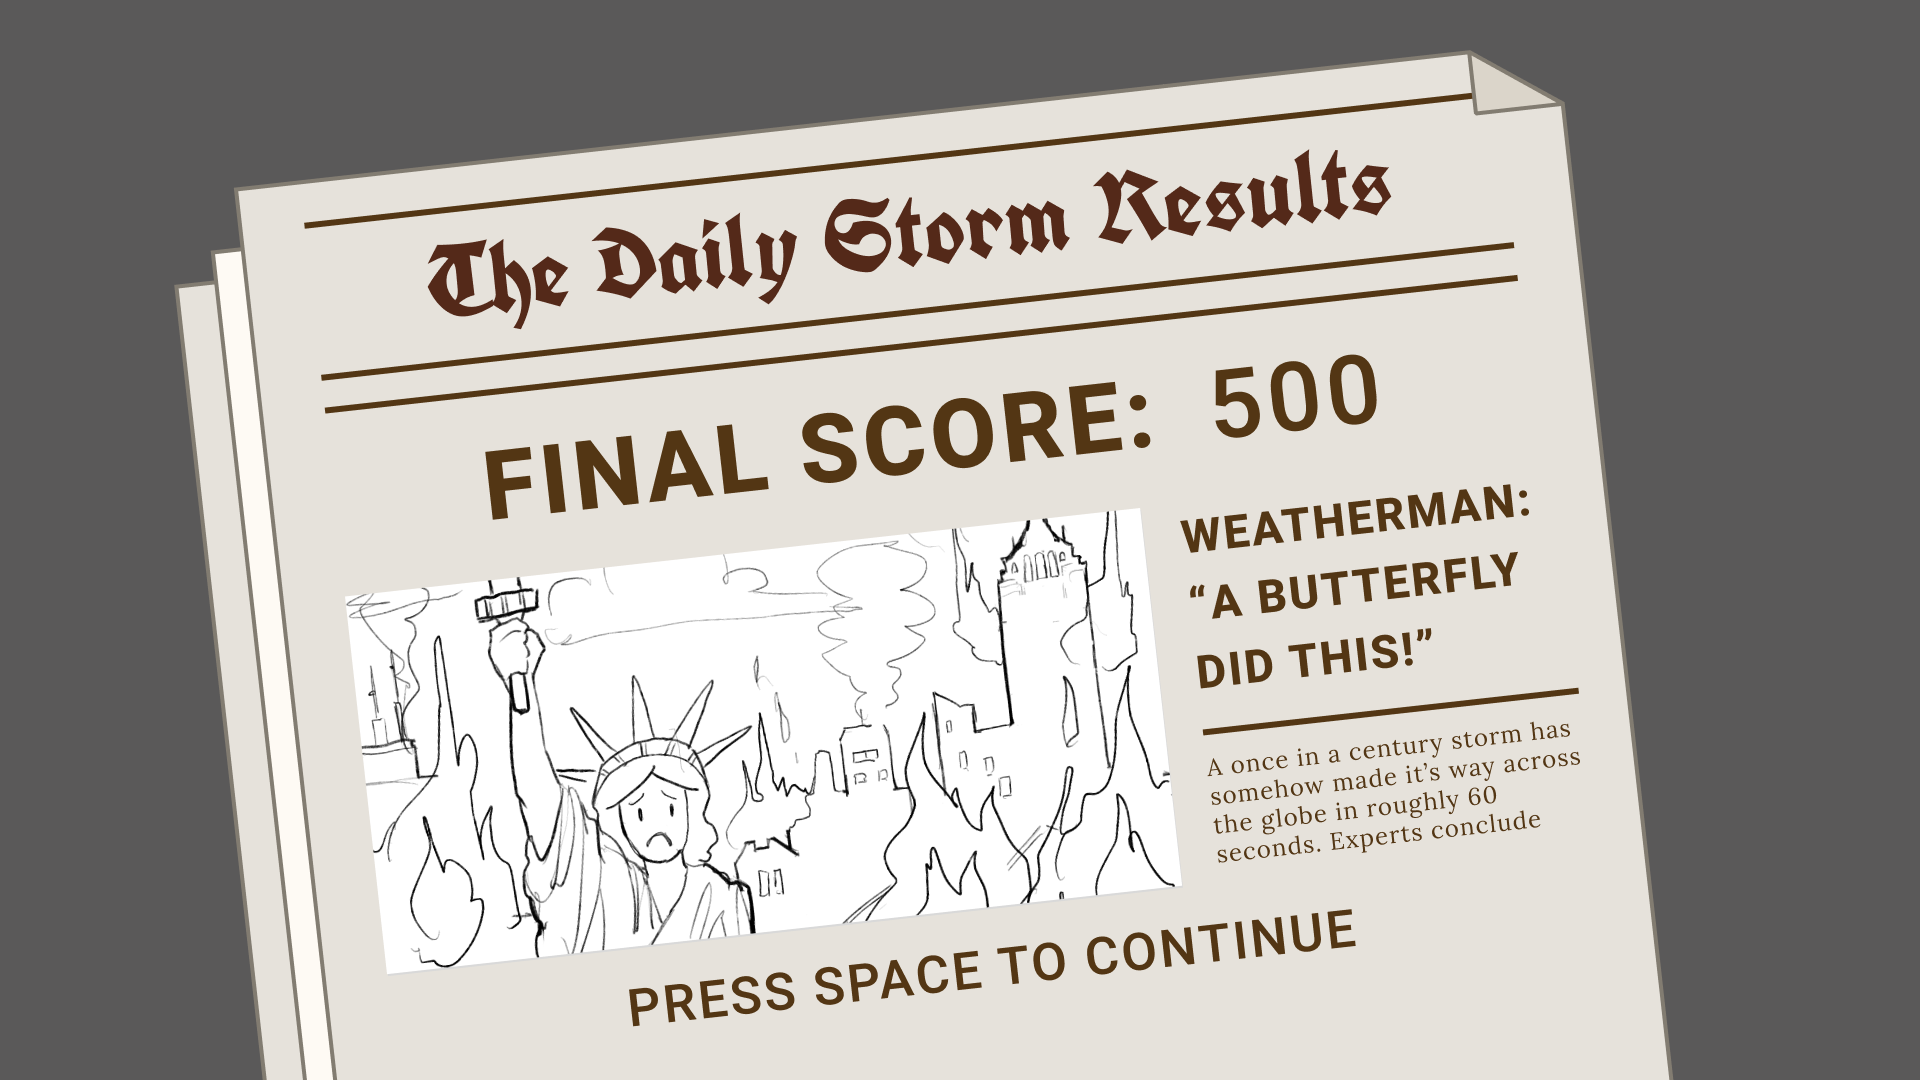 The Daily Storm Results
FINAL SCORE: 500
WEATHERMAN:
“A BUTTERFLY
DID THIS!”
A once in a century storm has
somehow made it’s way across
the globe in roughly 60
seconds. Experts conclude
PRESS SPACE TO CONTINUE